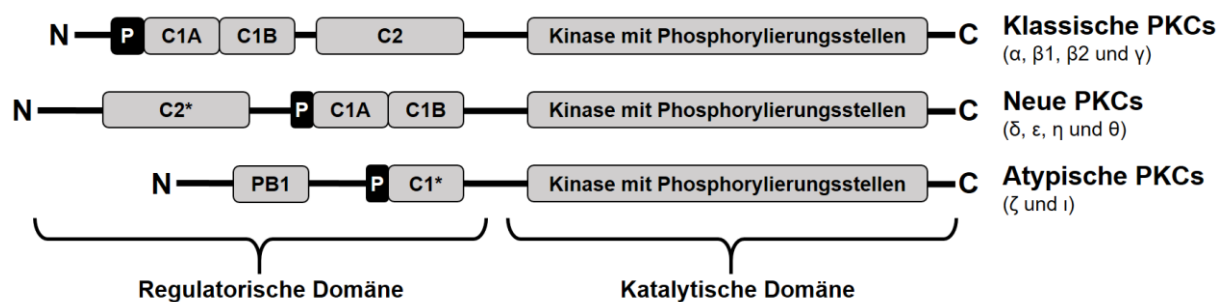 N P C1A C1B C2 Kinase mit Phosphorylierungsstellen C Klassische PKCs
(α, β1, β2 und γ)
N C2* P C1A C1B Kinase mit Phosphorylierungsstellen C Neue PKCs
(δ, ε, η und θ)
N PB1 P C1* Kinase mit Phosphorylierungsstellen C Atypische PKCs
(ζ und ι)
Regulatorische Domäne Katalytische Domäne